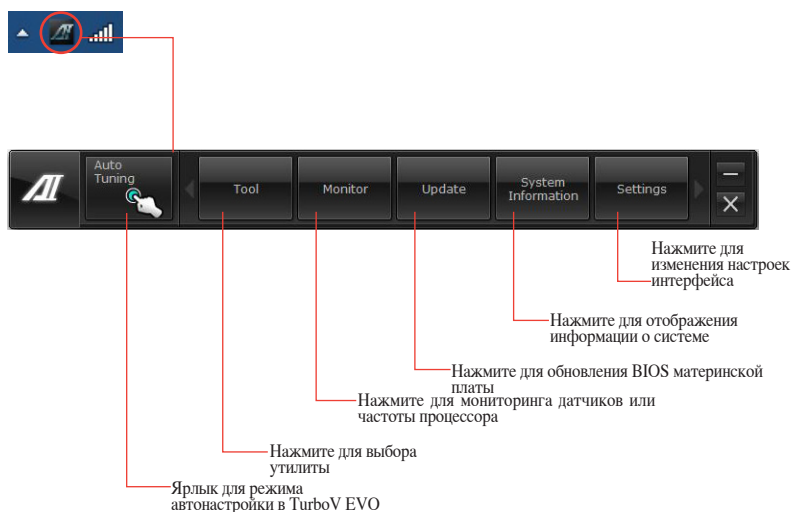 Auto
Tuning
Tool
Monitor
Update
System
Information
Settings
Нажмите для
изменения настроек
интерфейса
Нажмите для отображения
информации о системе
Нажмите для обновления BIOS материнской
платы
Нажмите для мониторинга датчиков или
частоты процессора
Нажмите для выбора
утилиты
Ярлык для режима
автонастройки в TurboV EVO